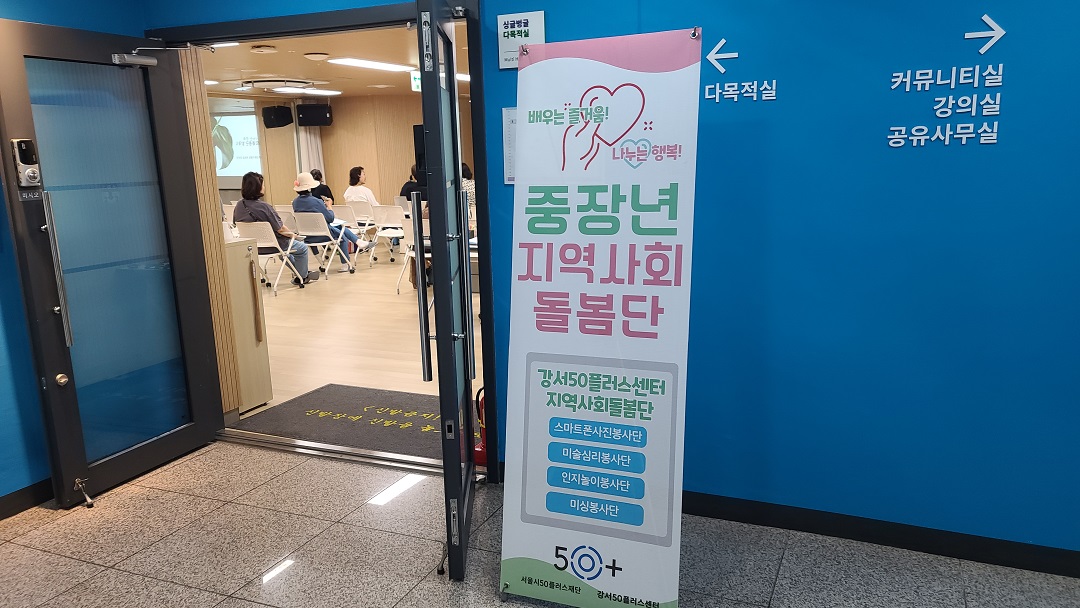 싱글벙글
다목적실
배우는 즐거움!
나누는 행복!
중장년
지역사회
돌봄단
강서50플러스센터
지역사회돌봄단
스마트폰사진봉사단
미술심리봉사단
인지놀이봉사단
미싱봉사단
50+
서울시50플러스재단 강서50플러스센터
다목적실
커뮤니티실
강의실
공유사무실